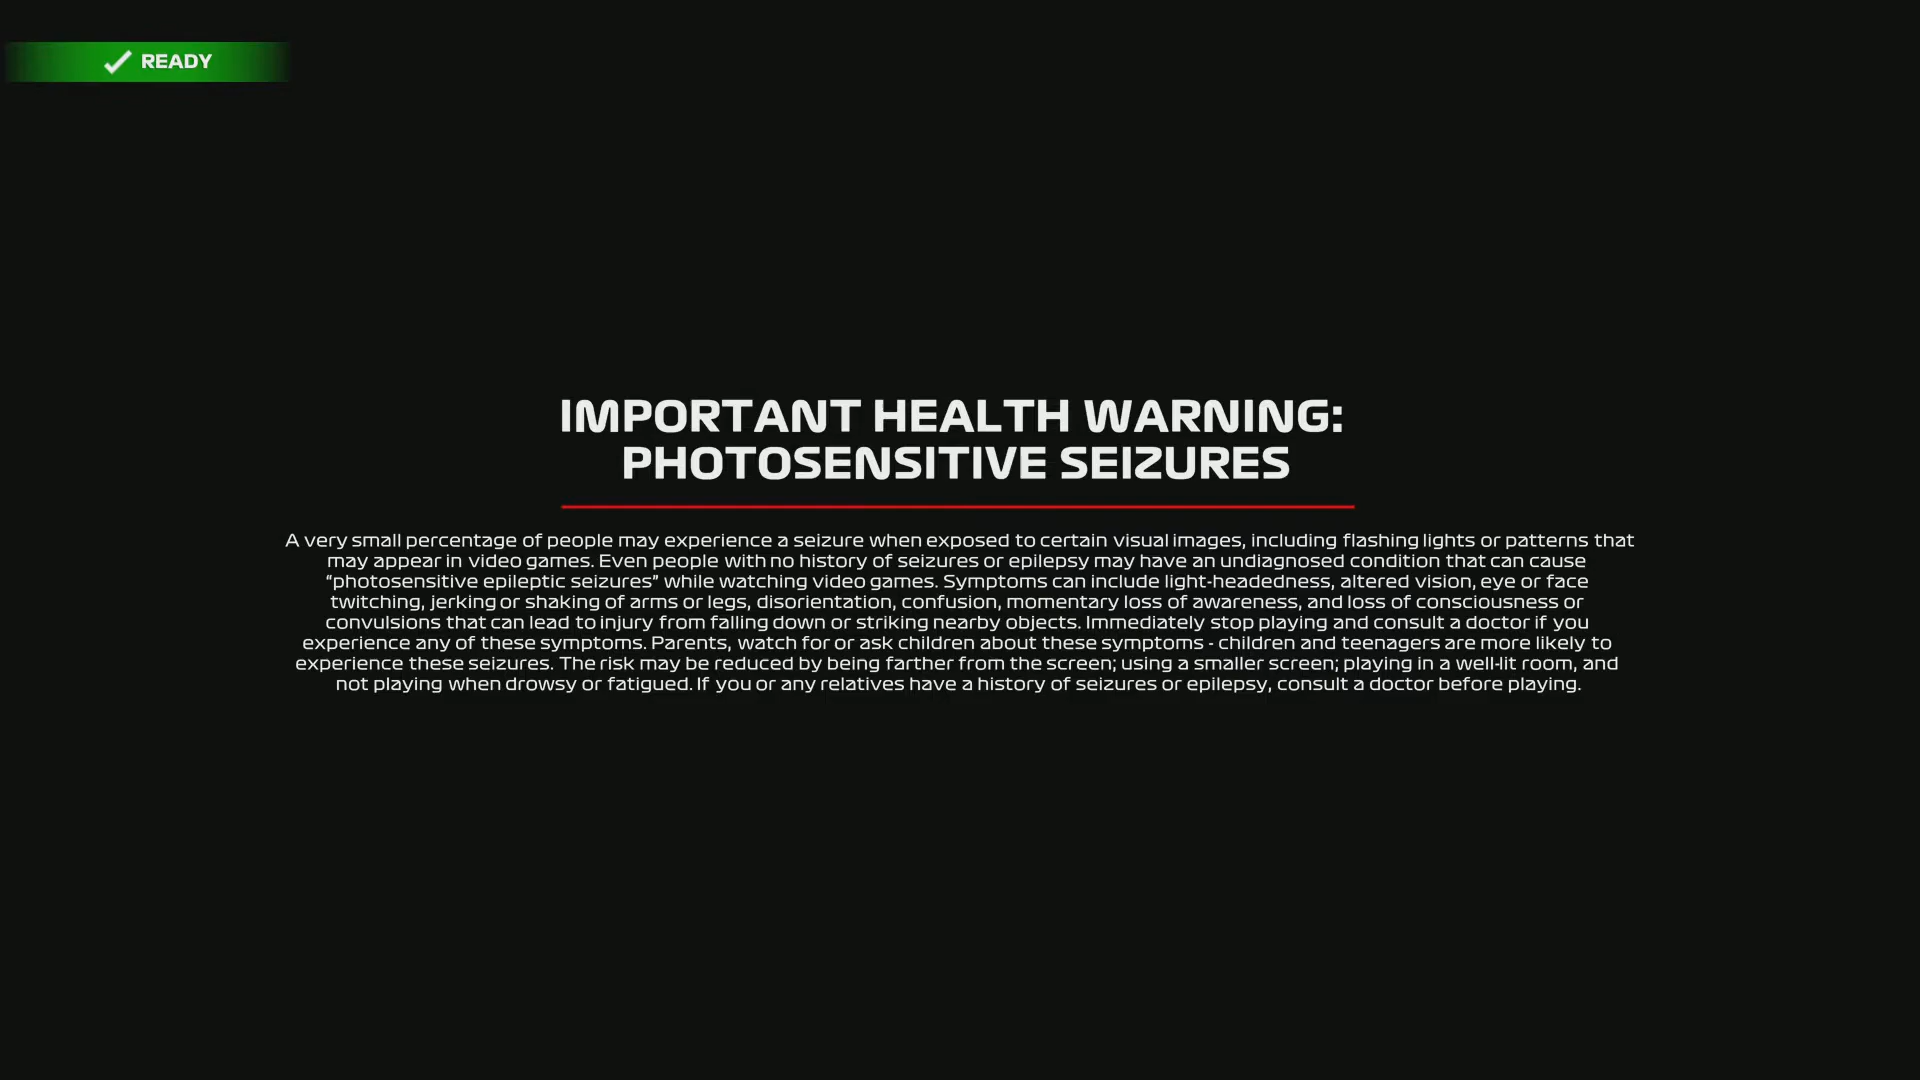 READY
IMPORTANT HEALTH WARNING:
PHOTOSENSITIVE SEIZURES
A very small percentage of people may experience a seizure when exposed to certain visual images, including flashing lights or patterns that
may appear in video games. Even people with no history of seizures or epilepsy may have an undiagnosed condition that can cause
“photosensitive epileptic seizures” while watching video games. Symptoms can include light-headedness, altered vision, eye or face
twitching, jerking or shaking of arms or legs, disorientation, confusion, momentary loss of awareness, and loss of consciousness or
convulsions that can lead to injury from falling down or striking nearby objects. Immediately stop playing and consult a doctor if you
experience any of these symptoms. Parents, watch for or ask children about these symptoms - children and teenagers are more likely to
experience these seizures. The risk may be reduced by being farther from the screen; using a smaller screen; playing in a well-lit room, and
not playing when drowsy or fatigued. If you or any relatives have a history of seizures or epilepsy, consult a doctor before playing.